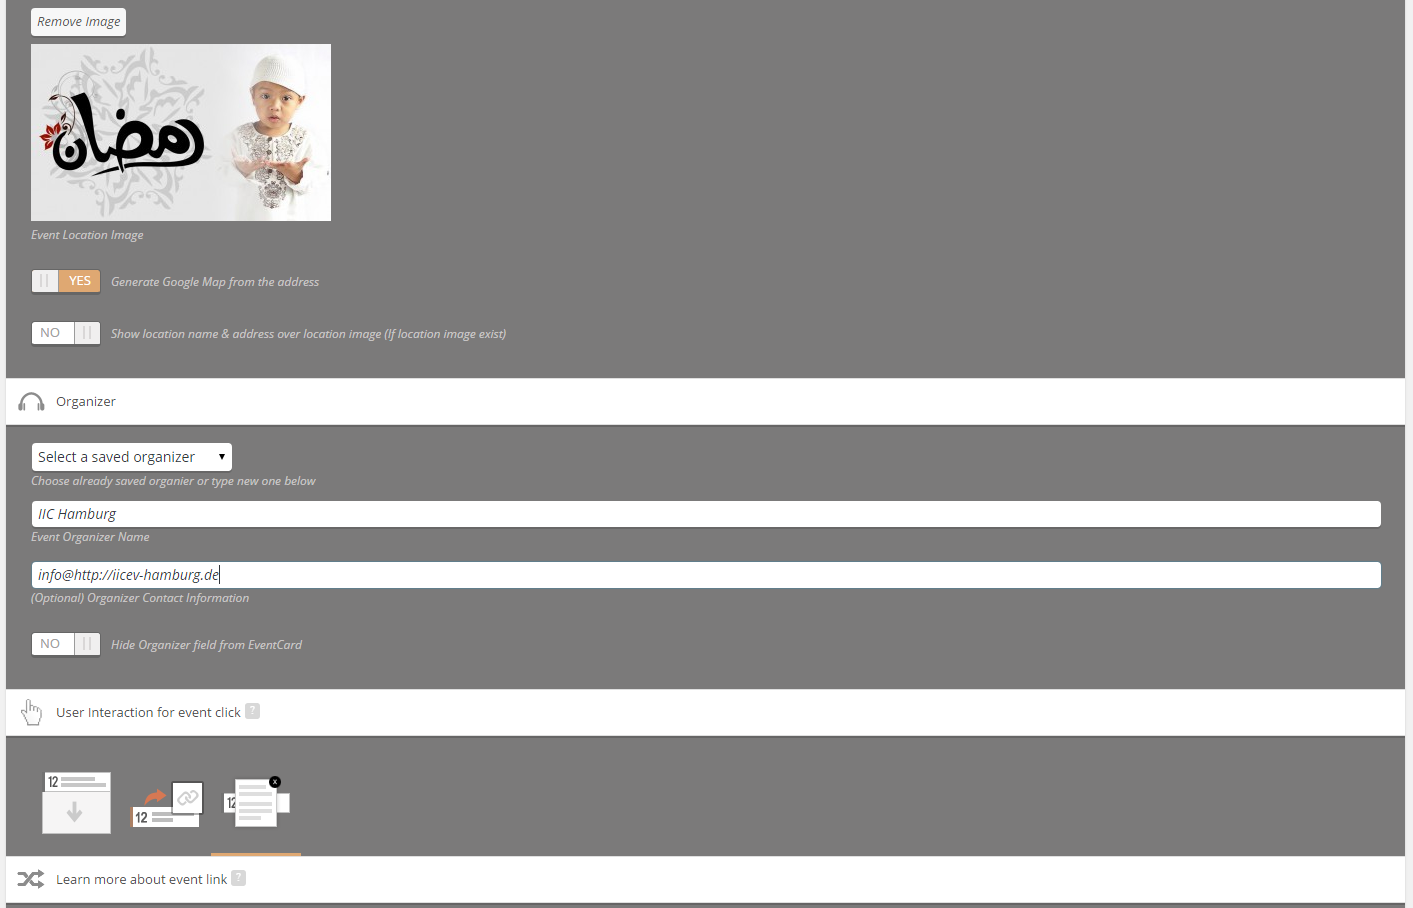 Remove Image
رمضان
Event Location Image
YES
Generate Google Map from the address
NO
Show location name & address over location image (If location image exist)
Organizer
Select a saved organizer
Choose already saved organier or type new one below
IIC Hamburg
Event Organizer Name
info@http://iicev-hamburg.de
(Optional) Organizer Contact Information
NO
Hide Organizer field from EventCard
User Interaction for event click ?
12
12
12
x
Learn more about event link ?